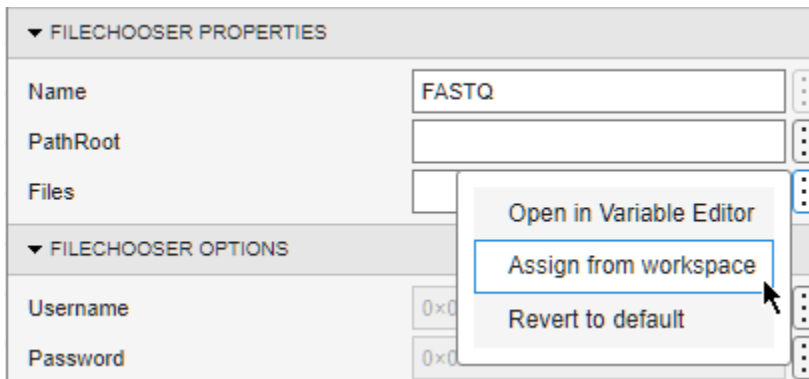 FILECHOOSER PROPERTIES
Name FASTQ
PathRoot
Files
Open in Variable Editor
FILECHOOSER OPTIONS
Assign from workspace
Username 0×0
Revert to default
Password 0×0